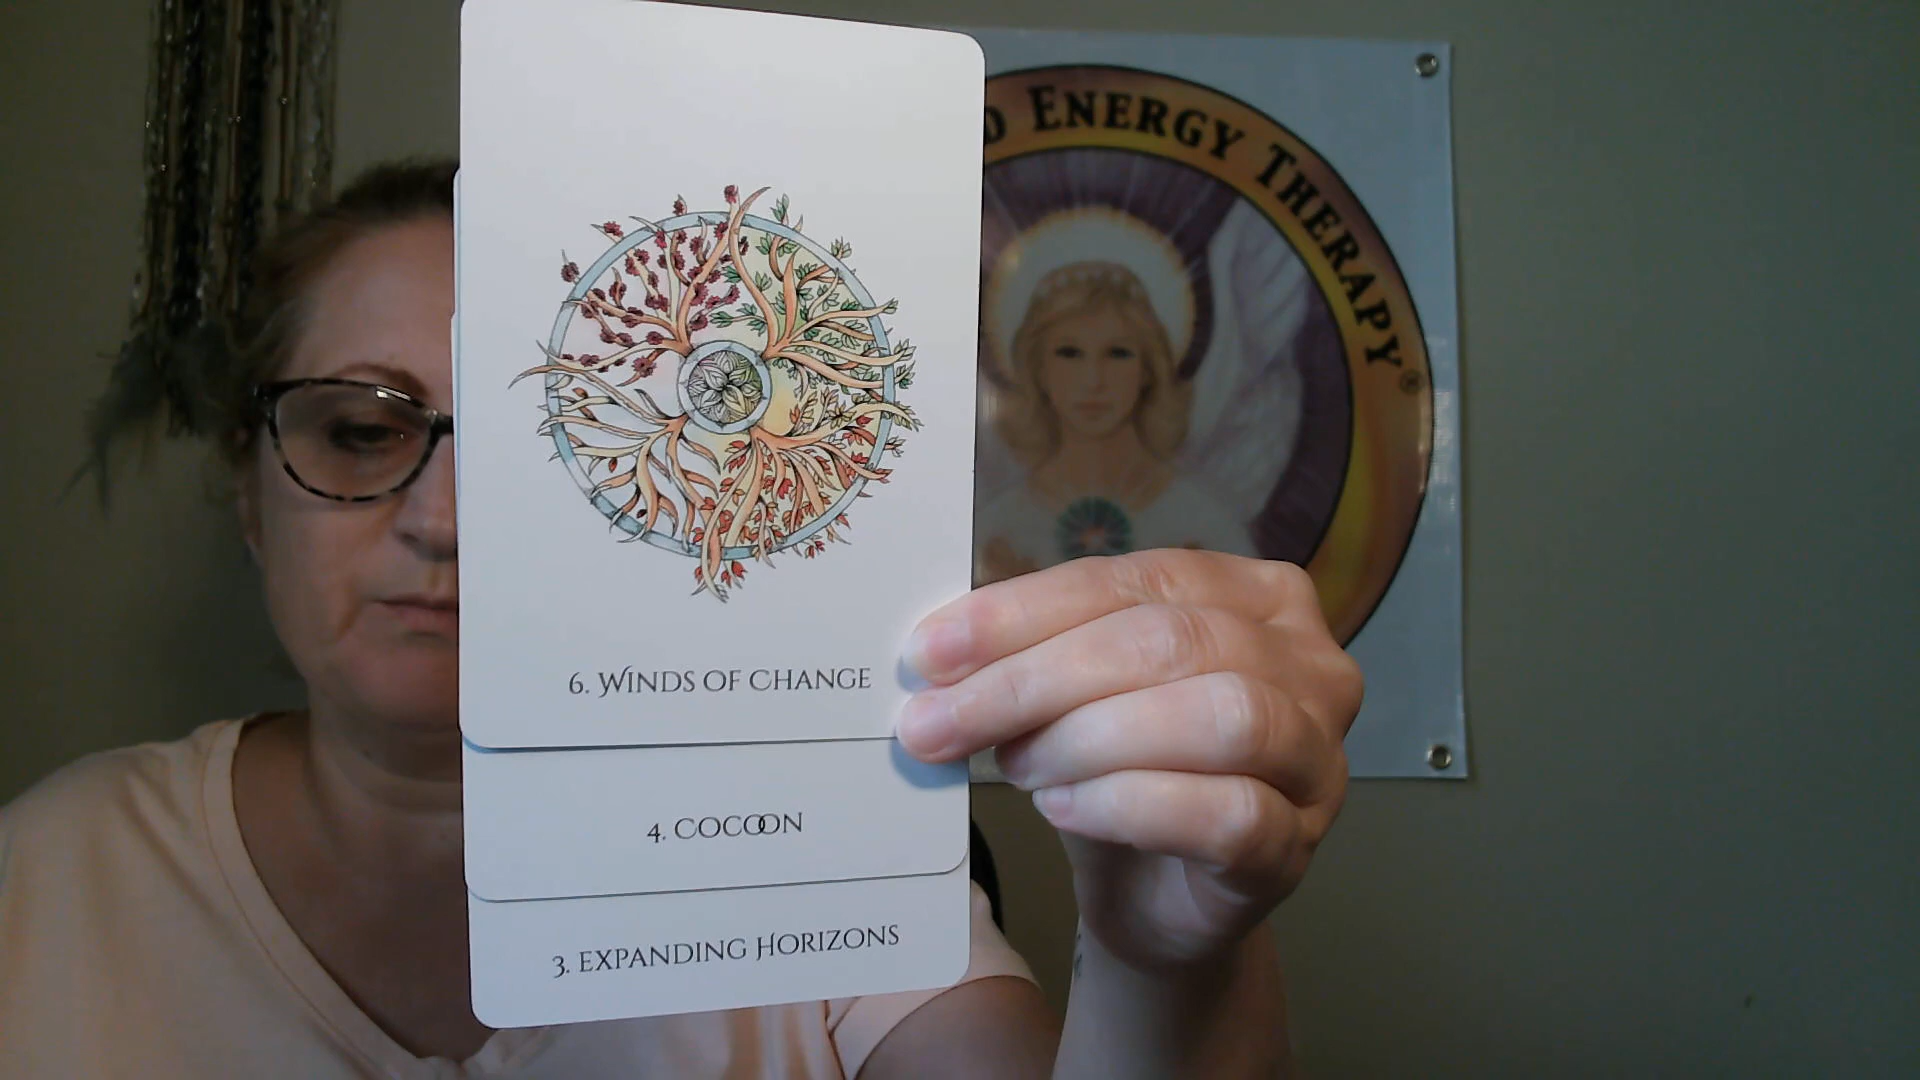 D ENERGY THERAPY®
6. WINDS OF CHANGE
4. COCOON
3. EXPANDING HORIZONS